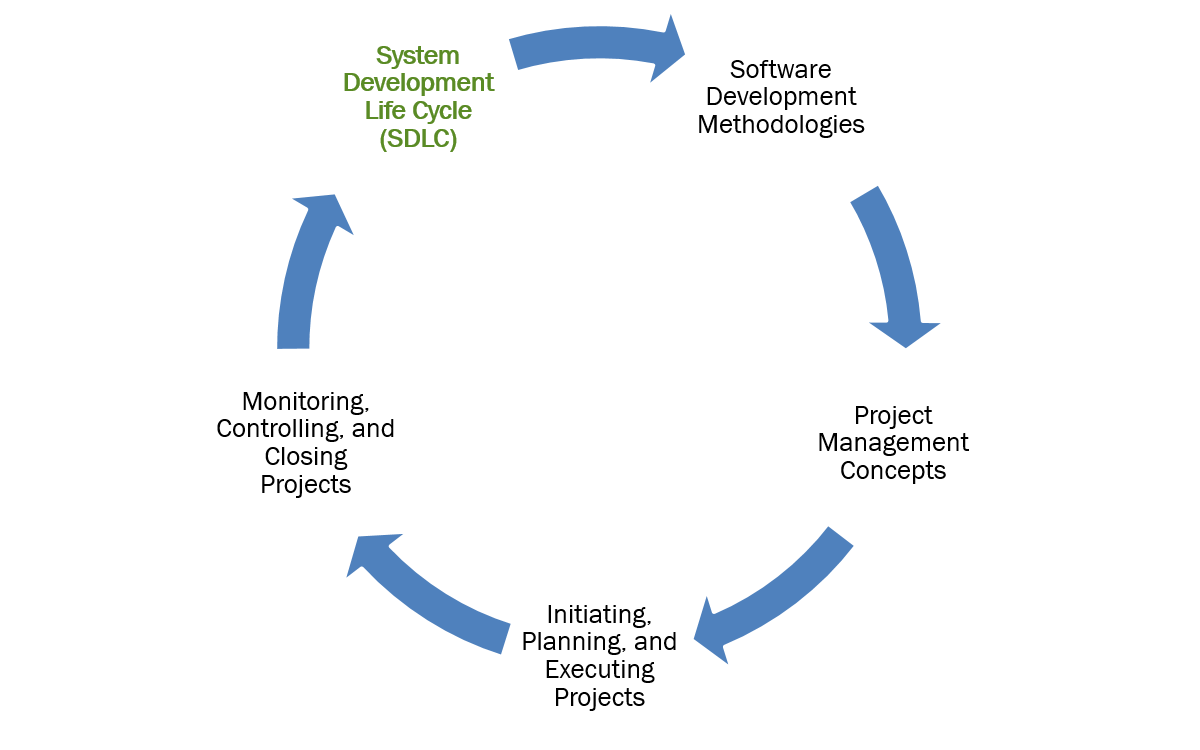 System
Development
Life Cycle
(SDLC)
Software
Development
Methodologies
Project
Management
Concepts
Initiating,
Planning, and
Executing
Projects
Monitoring,
Controlling, and
Closing
Projects